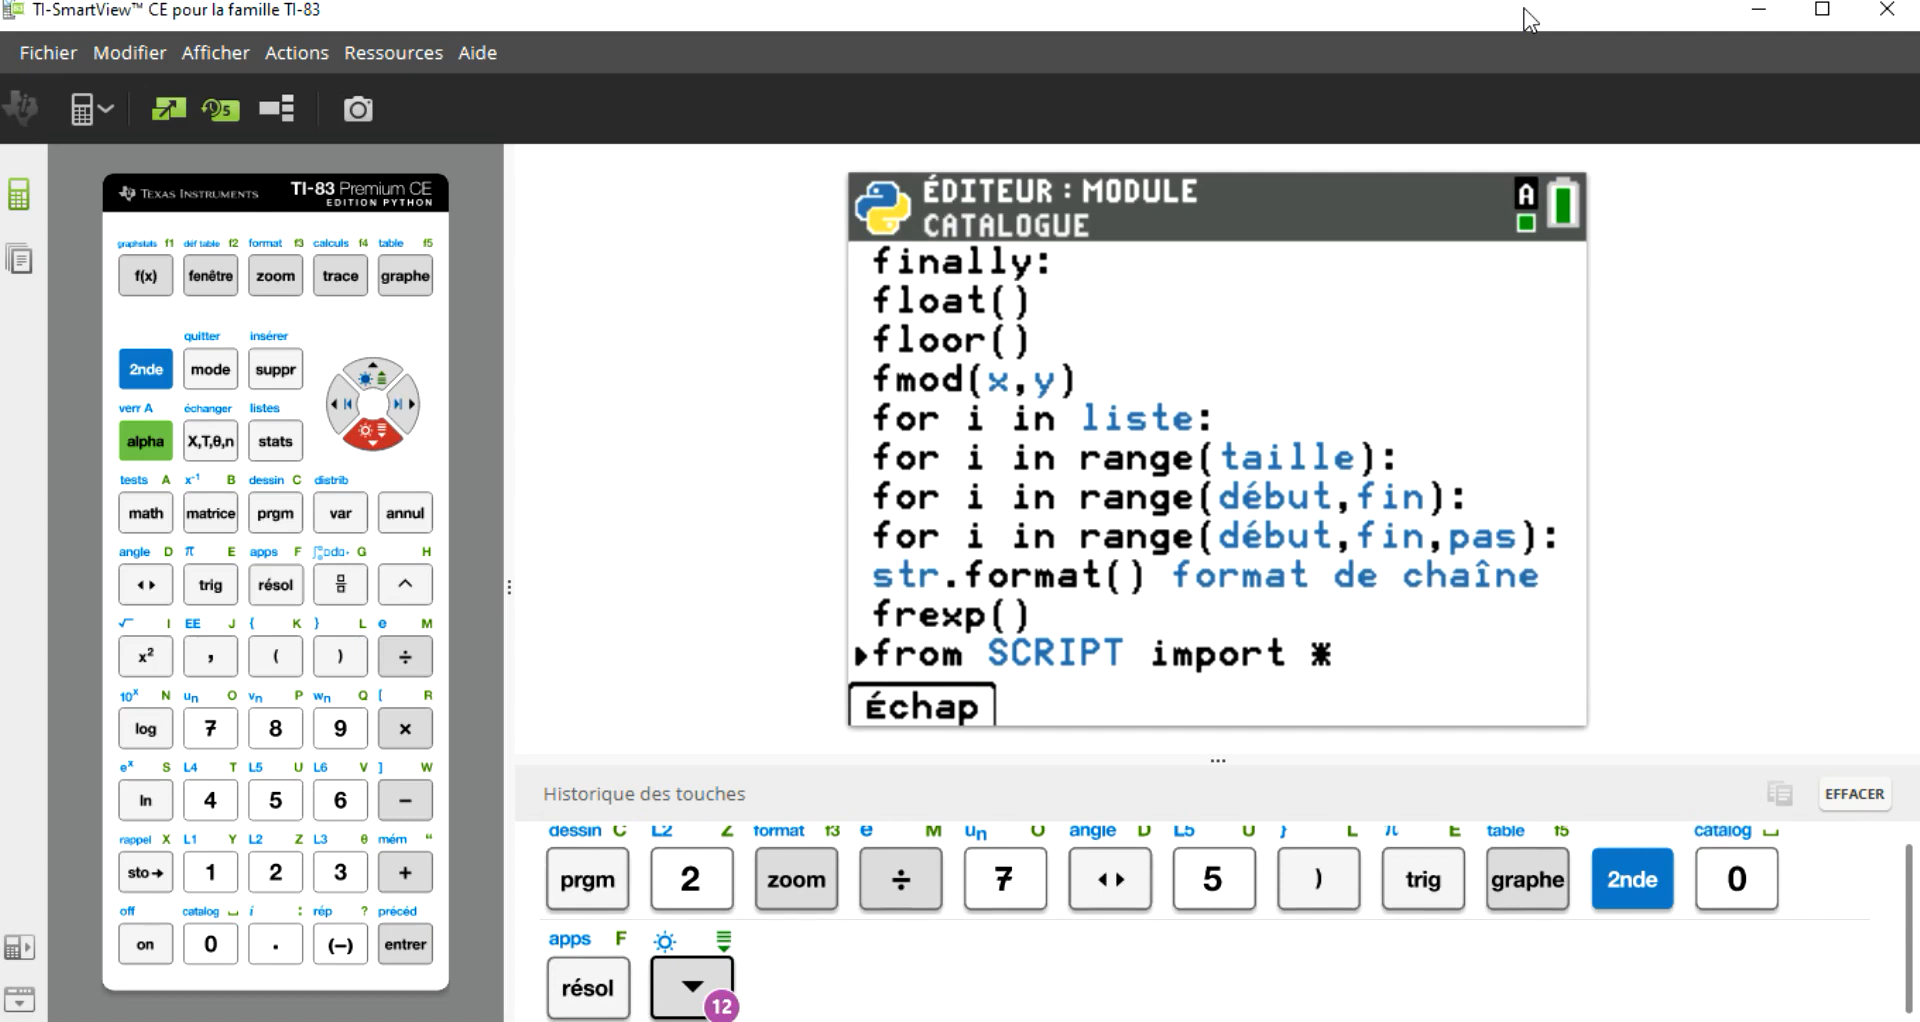 TI-SmartView™ CE pour la famille TI-83
Fichier Modifier Afficher Actions Ressources Aide
TEXAS INSTRUMENTS TI-83 Premium CE
EDITION PYTHON
graphstats f1 déf table f2 format f3 calculs f4 table f5
f(x) fenêtre zoom trace graphe
quitter insérer
2nde mode suppr
verr A échanger listes
alpha X,T,θ,n stats
tests A x⁻¹ B dessin C distrib
math matrice prgm var annul
angle D π E apps F G H
trig résol ^
√ I EE J { K } L e M
x² , ( ) ÷
10ˣ N un O vn P wn Q [ R
log 7 8 9 ×
eˣ S L4 T L5 U L6 V ] W
ln 4 5 6 −
rappel X L1 Y L2 Z L3 θ mém "
sto→ 1 2 3 +
off catalog ⎵ i : rép ? précéd
on 0 . (−) entrer
ÉDITEUR : MODULE
CATALOGUE
A
finally:
float()
floor()
fmod(x,y)
for i in liste:
for i in range(taille):
for i in range(début,fin):
for i in range(début,fin,pas):
str.format() format de chaîne
frexp()
▸from SCRIPT import *
Échap
Historique des touches
EFFACER
dessin C L2 Z format f3 e M un O angle D L5 U } L π E table f5 catalog ⎵
prgm 2 zoom ÷ 7 5 ) trig graphe 2nde 0
apps F
résol 12